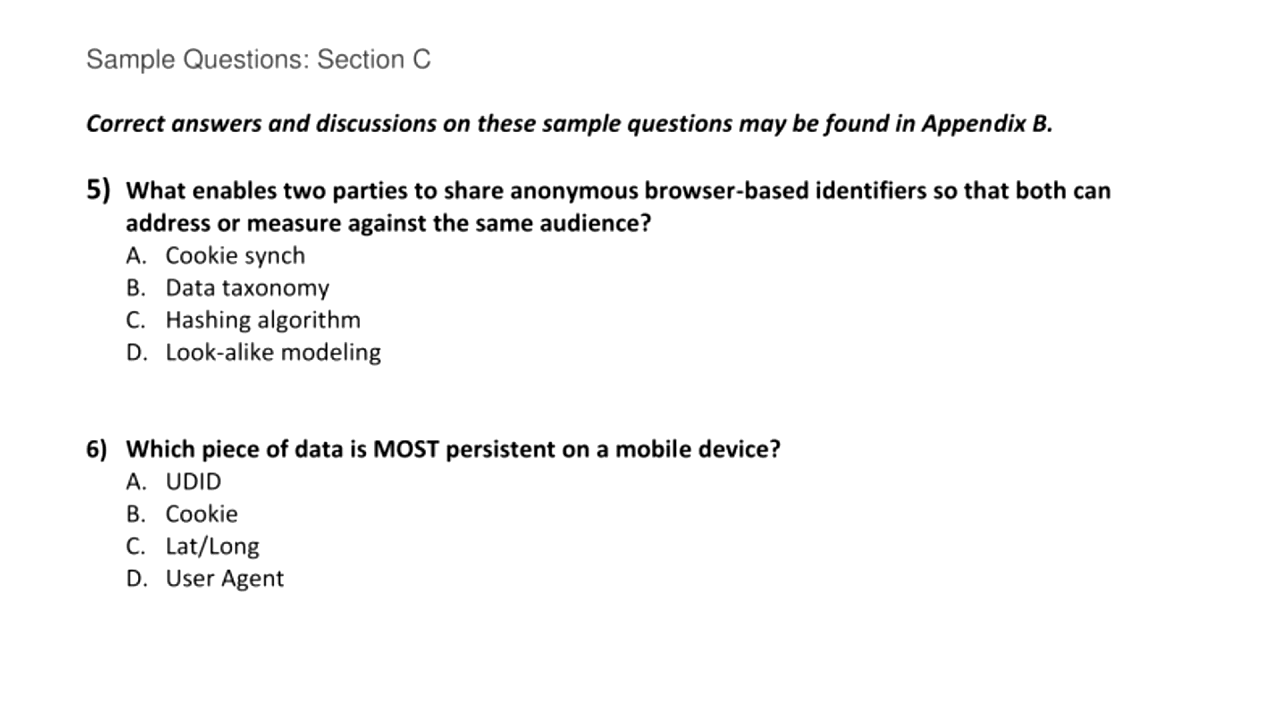 Sample Questions: Section C
Correct answers and discussions on these sample questions may be found in Appendix B.
5) What enables two parties to share anonymous browser-based identifiers so that both can
address or measure against the same audience?
A. Cookie synch
B. Data taxonomy
C. Hashing algorithm
D. Look-alike modeling
6) Which piece of data is MOST persistent on a mobile device?
A. UDID
B. Cookie
C. Lat/Long
D. User Agent